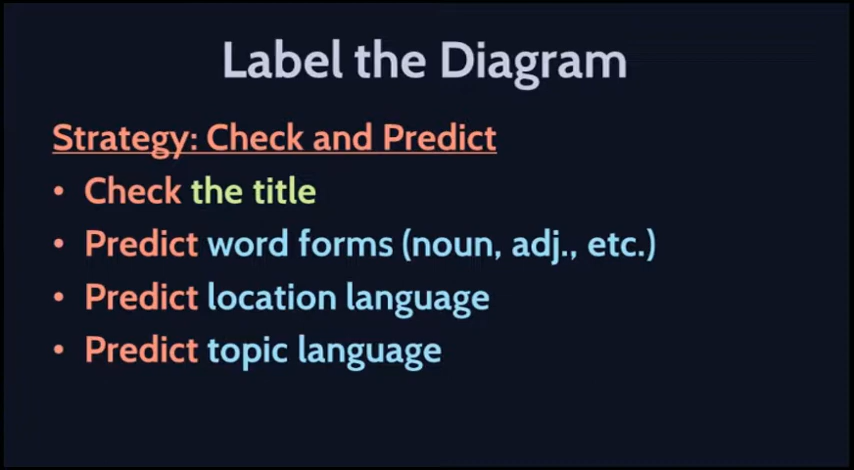 Label the Diagram
Strategy: Check and Predict
• Check the title
• Predict word forms (noun, adj., etc.)
• Predict location language
• Predict topic language